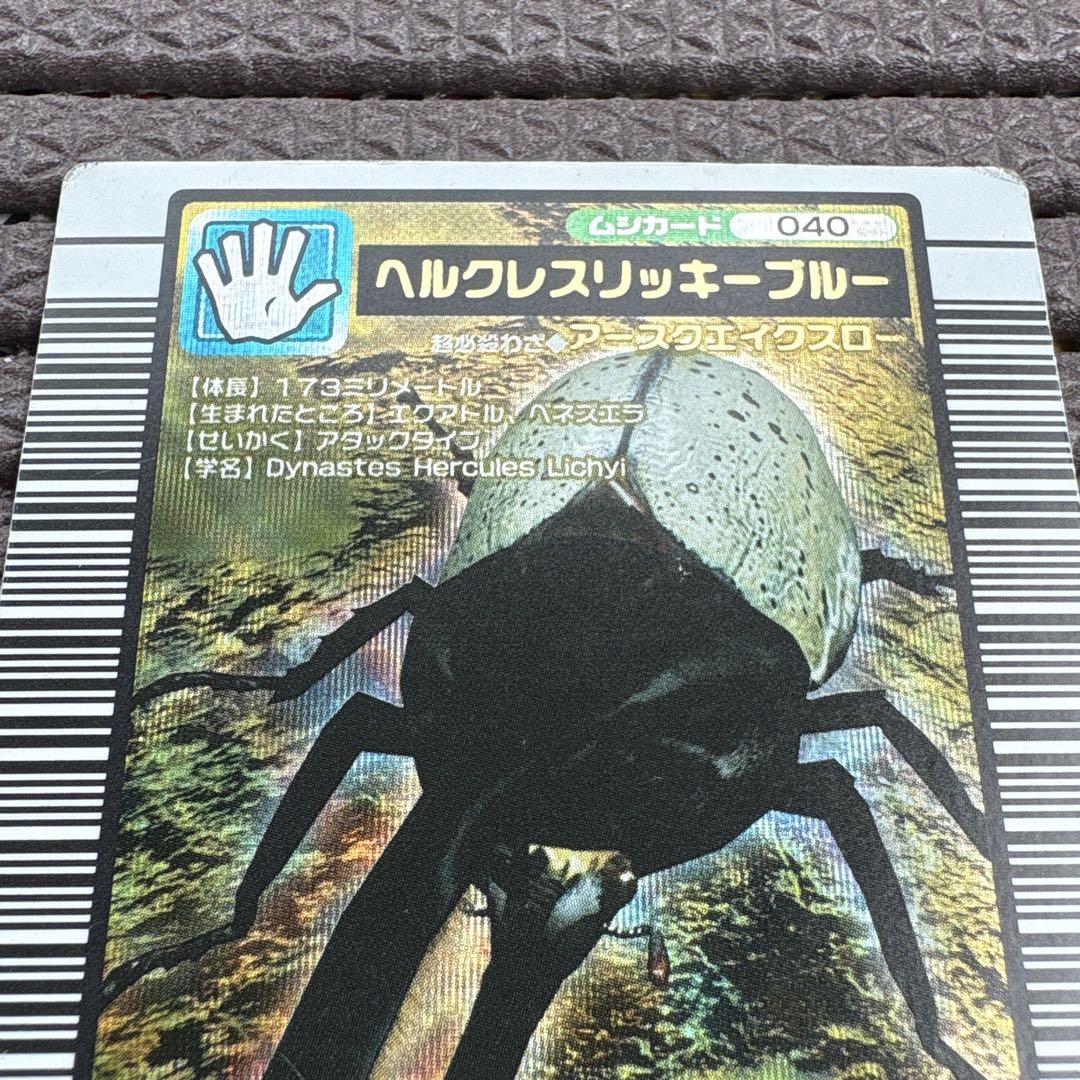 ムシカード 040
ヘルクレスリッキーブルー
超必殺わざ◆アースクエイクスロー
【体長】173ミリメートル
【生まれたところ】エクアドル、ベネズエラ
【せいかく】アタックタイプ
【学名】Dynastes Hercules Lichyi